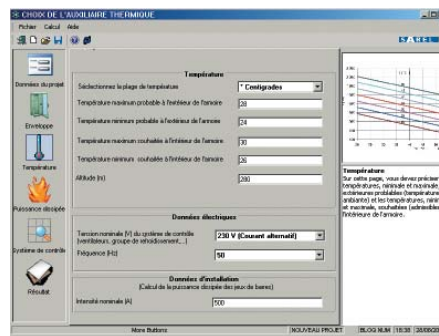 CHOIX DE L'AUXILIAIRE THERMIQUE
Fichier Calcul Aide
SAREL
Données du projet
Enveloppe
Température
Puissance dissipée
Système de contrôle
Résultat
Température
Sélectionnez la plage de température
° Centigrades
Température maximum probable à l'extérieur de l'armoire
28
Température minimum probable à l'extérieur de l'armoire
24
Température maximum souhaitée à l'intérieur de l'armoire
30
Température minimum souhaitée à l'intérieur de l'armoire
26
Altitude (m)
280
Données électriques
Tension nominale (V) du système de contrôle
(ventilateurs, groupe de refroidissement,...)
230 V (Courant alternatif)
Fréquence (Hz)
50
Données d'installation
(Calcul de la puissance dissipée des jeux de barres)
Intensité nominale (A)
500
Température
Sur cette page, vous devez préciser
températures, minimale et maximale,
extérieures probables (température
ambiante) et les températures, mini
et maximale, souhaitées (admissibles
l'intérieure de l'armoire.
More Buttons
NOUVEAU PROJET
BLOG NUM
18:38